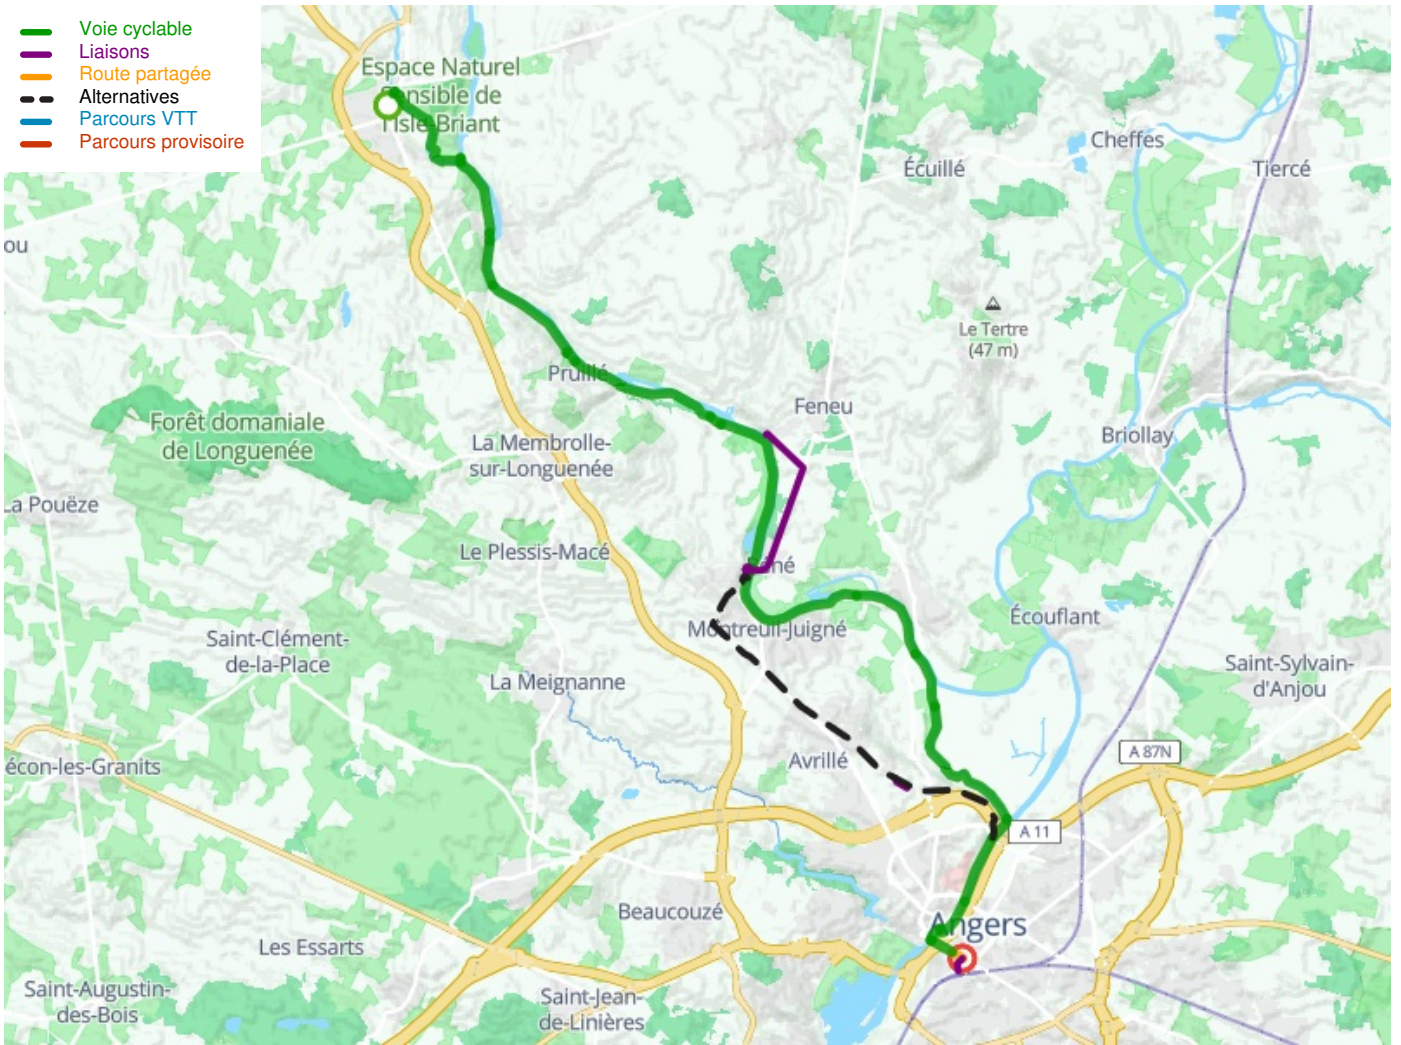 Voie cyclable
Liaisons
Route partagée
Alternatives
Parcours VTT
Parcours provisoire
Espace Naturel
Sensible de
l'Isle-Briant
Cheffes
Écuillé
Tiercé
ou
Le Tertre
(47 m)
Pruillé
Feneu
Forêt domaniale
de Longuenée
La Membrolle-
sur-Longuenée
Briollay
La Pouëze
Le Plessis-Macé
Écouflant
Montreuil-Juigné
Saint-Clément-
de-la-Place
La Meignanne
Saint-Sylvain-
d'Anjou
Avrillé
A 87N
écon-les-Granits
A 11
Beaucouzé
Angers
Les Essarts
Saint-Augustin-
des-Bois
Saint-Jean-
de-Linières